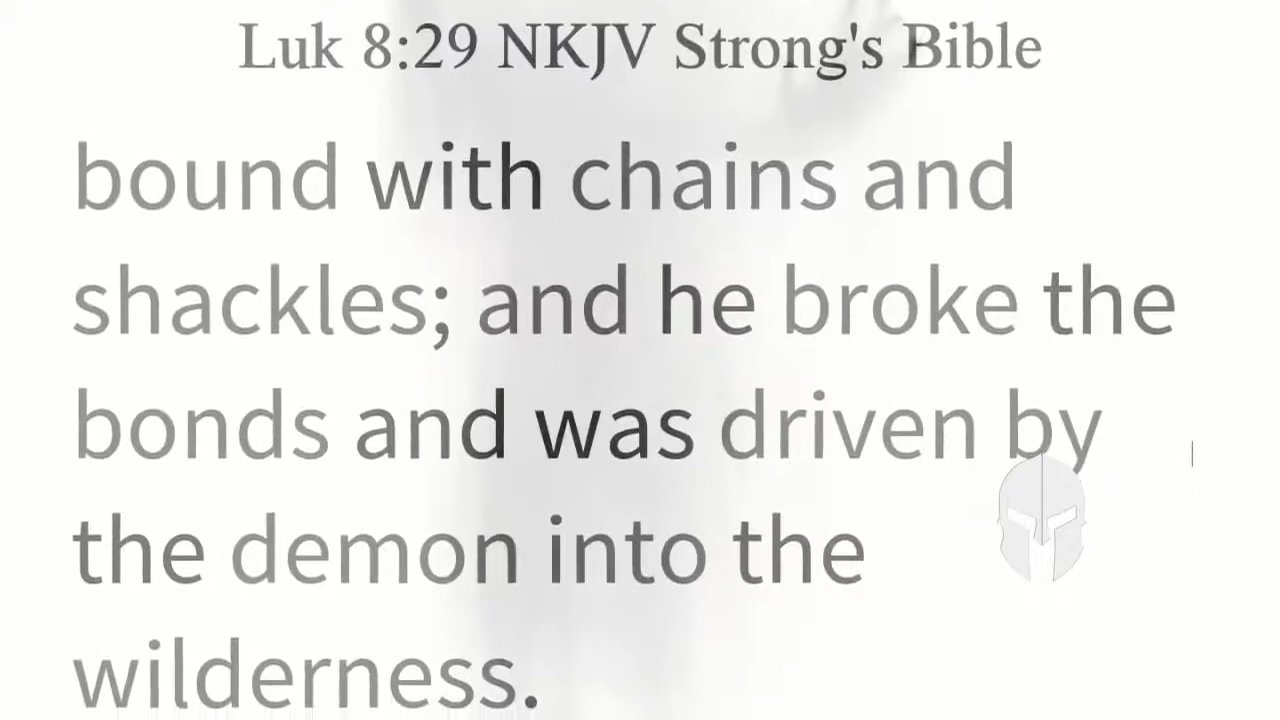 Luk 8:29 NKJV Strong's Bible
bound with chains and
shackles; and he broke the
bonds and was driven by
the demon into the
wilderness.